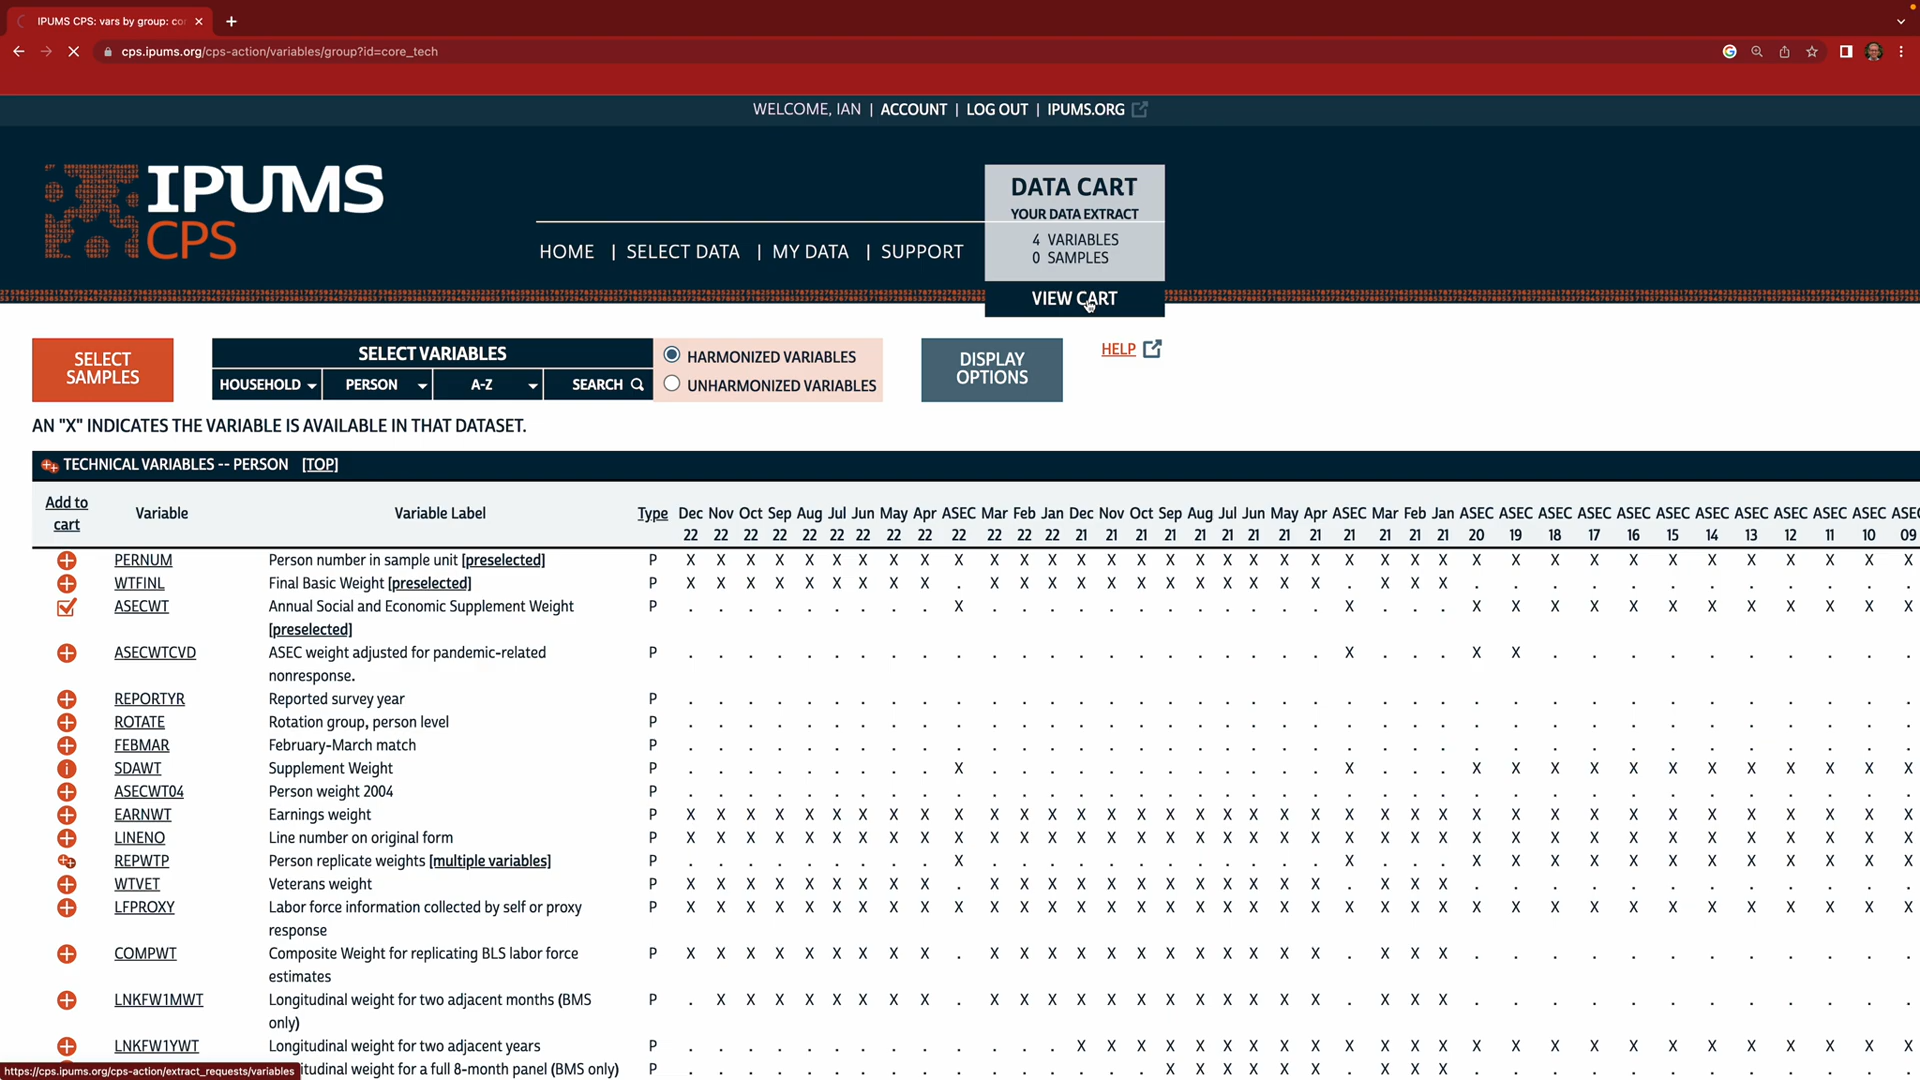 IPUMS CPS: vars by group: co
cps.ipums.org/cps-action/variables/group?id=core_tech
WELCOME, IAN | ACCOUNT | LOG OUT | IPUMS.ORG
IPUMS
CPS
HOME | SELECT DATA | MY DATA | SUPPORT
DATA CART
YOUR DATA EXTRACT
4 VARIABLES
0 SAMPLES
VIEW CART
SELECT
SAMPLES
SELECT VARIABLES
HOUSEHOLD PERSON A-Z SEARCH
HARMONIZED VARIABLES
UNHARMONIZED VARIABLES
DISPLAY
OPTIONS
HELP
AN "X" INDICATES THE VARIABLE IS AVAILABLE IN THAT DATASET.
TECHNICAL VARIABLES -- PERSON [TOP]
Add to
cart
Variable Variable Label Type
Dec Nov Oct Sep Aug Jul Jun May Apr ASEC Mar Feb Jan Dec Nov Oct Sep Aug Jul Jun May Apr ASEC Mar Feb Jan ASEC ASEC ASEC ASEC ASEC ASEC ASEC ASEC ASEC ASEC ASEC ASEC
22 22 22 22 22 22 22 22 22 22 22 22 22 21 21 21 21 21 21 21 21 21 21 21 21 21 20 19 18 17 16 15 14 13 12 11 10 09
PERNUM Person number in sample unit [preselected] P X X X X X X X X X X X X X X X X X X X X X X X X X X X X X X X X X X X X X X
WTFINL Final Basic Weight [preselected] P X X X X X X X X X . X X X X X X X X X X X X . X X X . . . . . . . . . . . .
ASECWT Annual Social and Economic Supplement Weight P . . . . . . . . . X . . . . . . . . . . . . X . . . X X X X X X X X X X X X
[preselected]
ASECWTCVD ASEC weight adjusted for pandemic-related P . . . . . . . . . . . . . . . . . . . . . . X . . . X X . . . . . . . . . .
nonresponse.
REPORTYR Reported survey year P . . . . . . . . . . . . . . . . . . . . . . . . . . . . . . . . . . . . . .
ROTATE Rotation group, person level P . . . . . . . . . . . . . . . . . . . . . . . . . . . . . . . . . . . . . .
FEBMAR February-March match P . . . . . . . . . . . . . . . . . . . . . . . . . . . . . . . . . . . . . .
SDAWT Supplement Weight P . . . . . . . . . X . . . . . . . . . . . . X . . . X X X X X X X X X X X X
ASECWT04 Person weight 2004 P . . . . . . . . . . . . . . . . . . . . . . . . . . . . . . . . . . . . . .
EARNWT Earnings weight P X X X X X X X X X X X X X X X X X X X X X X X X X X X X X X X X X X X X X X
LINENO Line number on original form P X X X X X X X X X X X X X X X X X X X X X X X X X X X X X X X X X X X X X X
REPWTP Person replicate weights [multiple variables] P . . . . . . . . . X . . . . . . . . . . . . X . . . X X X X X X X X X X X X
WTVET Veterans weight P X X X X X X X X X . X X X X X X X X X X X X . X X X . . . . . . . . . . . .
LFPROXY Labor force information collected by self or proxy P X X X X X X X X X X X X X X X X X X X X X X X X X X X X X X X X X X X X X X
response
COMPWT Composite Weight for replicating BLS labor force P X X X X X X X X X . X X X X X X X X X X X X . X X X . . . . . . . . . . . .
estimates
LNKFW1MWT Longitudinal weight for two adjacent months (BMS P . X X X X X X X X . X X X X X X X X X X X X . X X X . . . . . . . . . . . .
only)
LNKFW1YWT Longitudinal weight for two adjacent years P . . . . . . . . . . . . . X X X X X X X X X X X X X X X X X X X X X X X X X
https://cps.ipums.org/cps-action/extract_requests/variables
itudinal weight for a full 8-month panel (BMS only) P . . . . . . . . . . . . . . . . X X X X X X . X X X . . . . . . . . . . . .